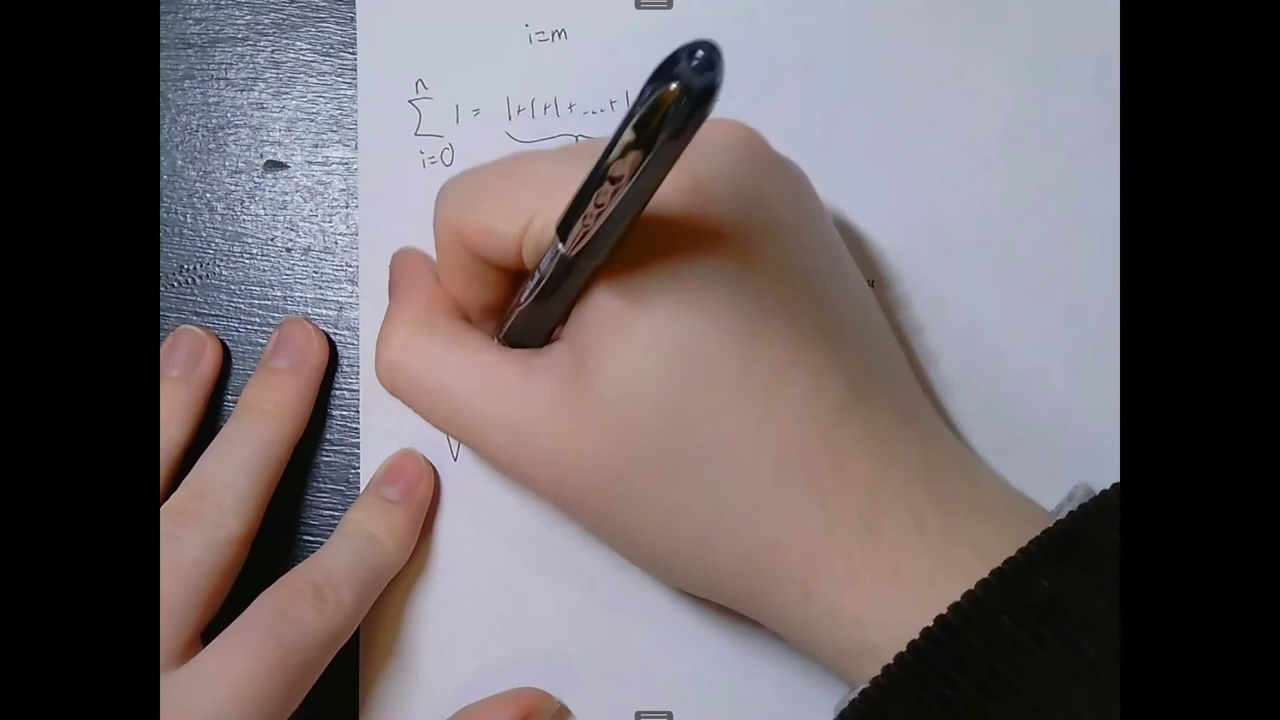 i=m
n
∑ 1 = 1+1+1+...+1
i=0